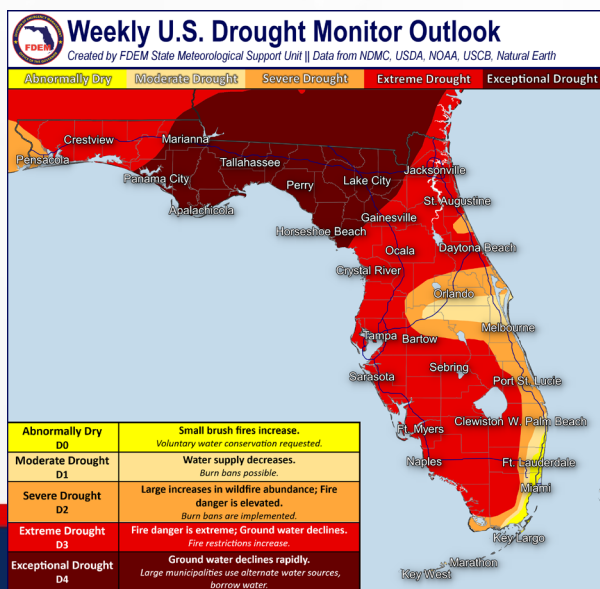 Weekly U.S. Drought Monitor Outlook
Created by FDEM State Meteorological Support Unit || Data from NDMC, USDA, NOAA, USCB, Natural Earth
Abnormally Dry Moderate Drought Severe Drought Extreme Drought Exceptional Drought
Crestview
Marianna
Pensacola
Tallahassee
Jacksonville
Panama City
Perry
Lake City
Apalachicola
St. Augustine
Gainesville
Horseshoe Beach
Ocala
Daytona Beach
Crystal River
Orlando
Tampa
Bartow
Melbourne
Sebring
Sarasota
Port St. Lucie
Clewiston
W. Palm Beach
Ft. Myers
Naples
Ft. Lauderdale
Miami
Key Largo
Marathon
Key West
Abnormally Dry
D0
Small brush fires increase.
Voluntary water conservation requested.
Moderate Drought
D1
Water supply decreases.
Burn bans possible.
Severe Drought
D2
Large increases in wildfire abundance; Fire
danger is elevated.
Burn bans are implemented.
Extreme Drought
D3
Fire danger is extreme; Ground water declines.
Fire restrictions increase.
Exceptional Drought
D4
Ground water declines rapidly.
Large municipalities use alternate water sources,
borrow water.
FDEM